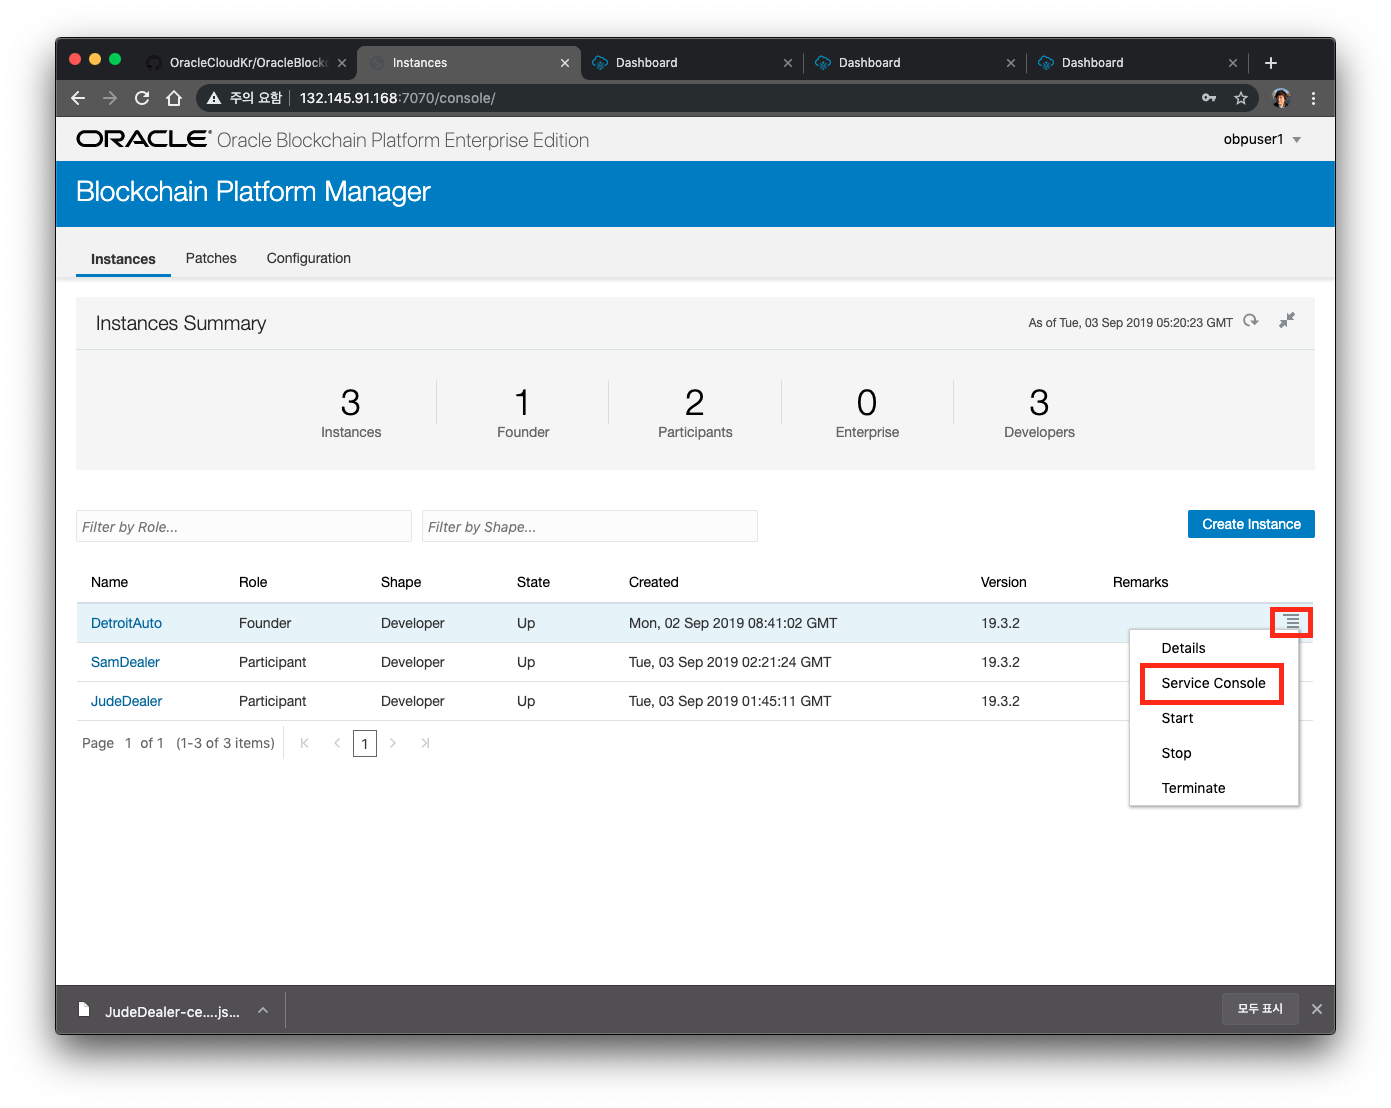 OracleCloudKr/OracleBlockc
Instances
Dashboard
Dashboard
Dashboard
주의 요함
132.145.91.168:7070/console/
ORACLE® Oracle Blockchain Platform Enterprise Edition
obpuser1
Blockchain Platform Manager
Instances
Patches
Configuration
Instances Summary
As of Tue, 03 Sep 2019 05:20:23 GMT
3 1 2 0 3
Instances Founder Participants Enterprise Developers
Filter by Role...
Filter by Shape...
Create Instance
Name Role Shape State Created Version Remarks
DetroitAuto Founder Developer Up Mon, 02 Sep 2019 08:41:02 GMT 19.3.2
SamDealer Participant Developer Up Tue, 03 Sep 2019 02:21:24 GMT 19.3.2
JudeDealer Participant Developer Up Tue, 03 Sep 2019 01:45:11 GMT 19.3.2
Details
Service Console
Start
Stop
Terminate
Page 1 of 1 (1-3 of 3 items) 1
JudeDealer-ce....js...
모두 표시